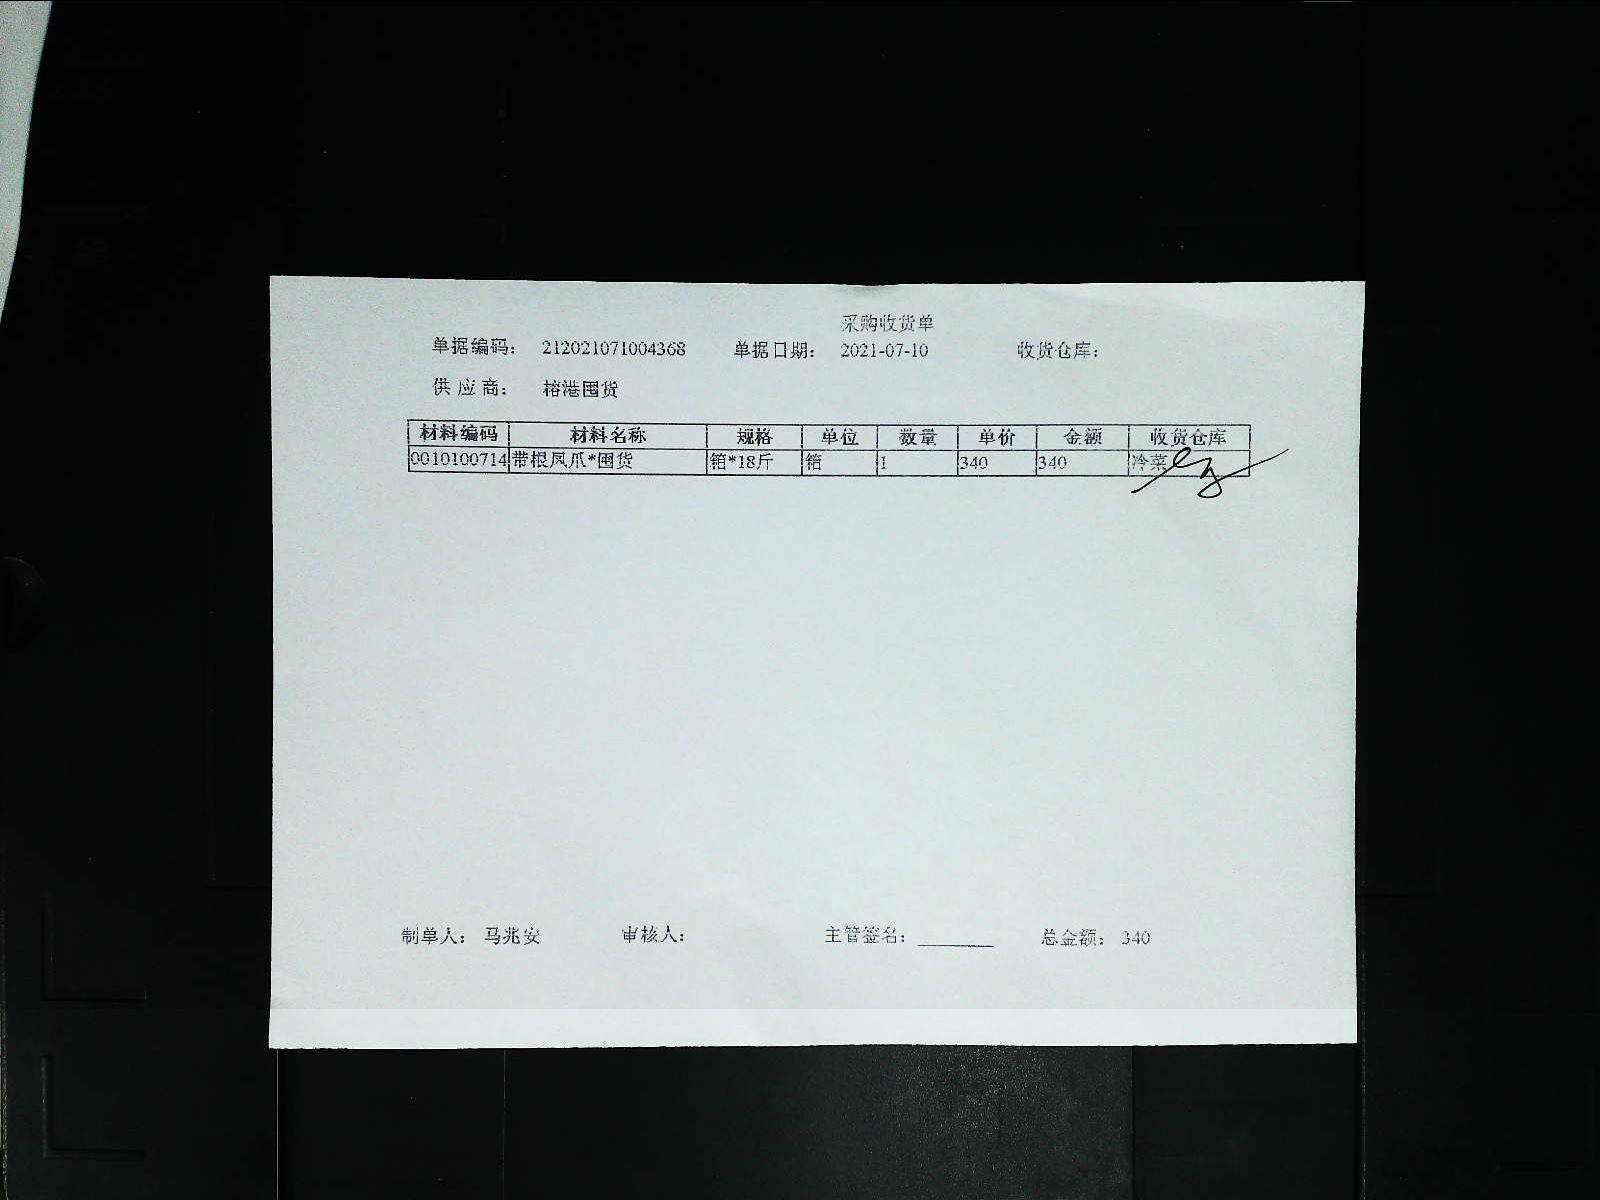 采购收货单
单据编码： 212021071004368 单据日期： 2021-07-10 收货仓库：
供 应 商： 榕港囤货
材料编码 材料名称 规格 单位 数量 单价 金额 收货仓库
0010100714 带根凤爪*囤货 箱*18斤 箱 1 340 340 冷菜
制单人： 马兆安 审核人： 主管签名： ________ 总金额： 340